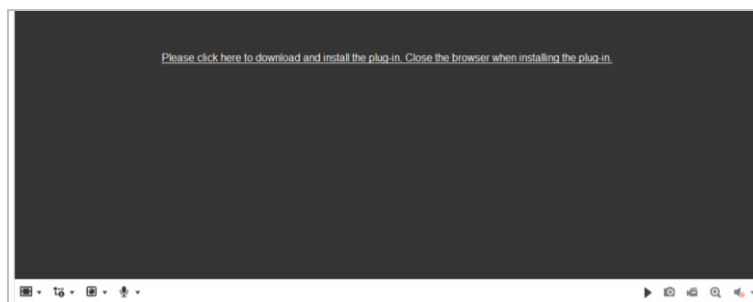 Please click here to download and install the plug-in. Close the browser when installing the plug-in.